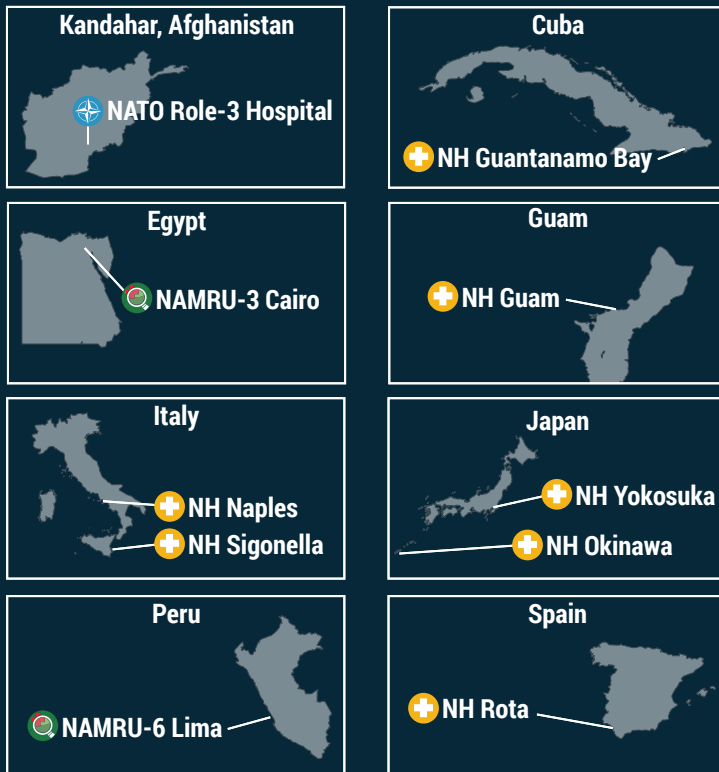 Kandahar, Afghanistan
NATO Role-3 Hospital
Cuba
NH Guantanamo Bay
Egypt
NAMRU-3 Cairo
Guam
NH Guam
Italy
NH Naples
NH Sigonella
Japan
NH Yokosuka
NH Okinawa
Peru
NAMRU-6 Lima
Spain
NH Rota